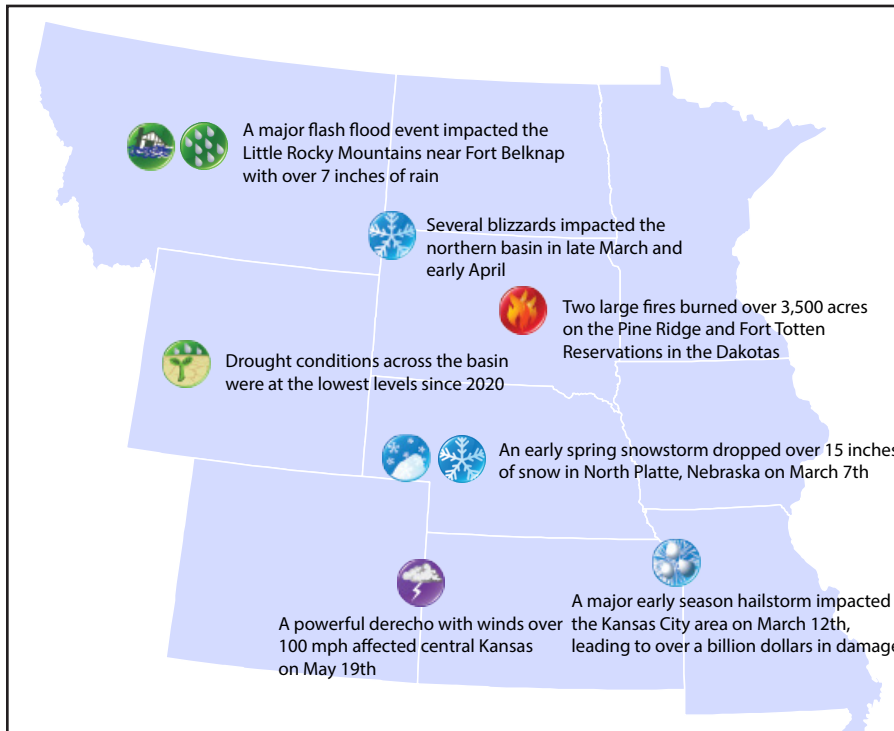 A major flash flood event impacted the
Little Rocky Mountains near Fort Belknap
with over 7 inches of rain
Several blizzards impacted the
northern basin in late March and
early April
Two large fires burned over 3,500 acres
on the Pine Ridge and Fort Totten
Reservations in the Dakotas
Drought conditions across the basin
were at the lowest levels since 2020
An early spring snowstorm dropped over 15 inches
of snow in North Platte, Nebraska on March 7th
A powerful derecho with winds over
100 mph affected central Kansas
on May 19th
A major early season hailstorm impacted
the Kansas City area on March 12th,
leading to over a billion dollars in damage